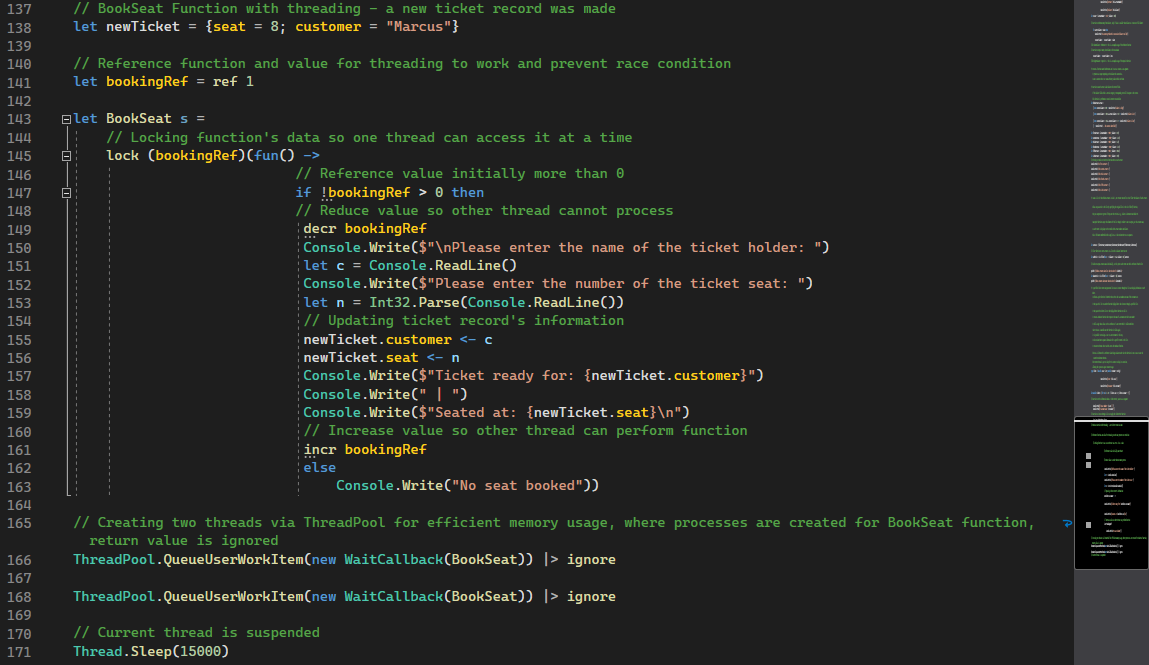 137 // BookSeat Function with threading - a new ticket record was made
138 let newTicket = {seat = 8; customer = "Marcus"}
139
140 // Reference function and value for threading to work and prevent race condition
141 let bookingRef = ref 1
142
143 let BookSeat s =
144 // Locking function's data so one thread can access it at a time
145 lock (bookingRef)(fun() ->
146 // Reference value initially more than 0
147 if !bookingRef > 0 then
148 // Reduce value so other thread cannot process
149 decr bookingRef
150 Console.Write($"\nPlease enter the name of the ticket holder: ")
151 let c = Console.ReadLine()
152 Console.Write($"Please enter the number of the ticket seat: ")
153 let n = Int32.Parse(Console.ReadLine())
154 // Updating ticket record's information
155 newTicket.customer <- c
156 newTicket.seat <- n
157 Console.Write($"Ticket ready for: {newTicket.customer}")
158 Console.Write(" | ")
159 Console.Write($"Seated at: {newTicket.seat}\n")
160 // Increase value so other thread can perform function
161 incr bookingRef
162 else
163 Console.Write("No seat booked"))
164
165 // Creating two threads via ThreadPool for efficient memory usage, where processes are created for BookSeat function,
return value is ignored
166 ThreadPool.QueueUserWorkItem(new WaitCallback(BookSeat)) |> ignore
167
168 ThreadPool.QueueUserWorkItem(new WaitCallback(BookSeat)) |> ignore
169
170 // Current thread is suspended
171 Thread.Sleep(15000)